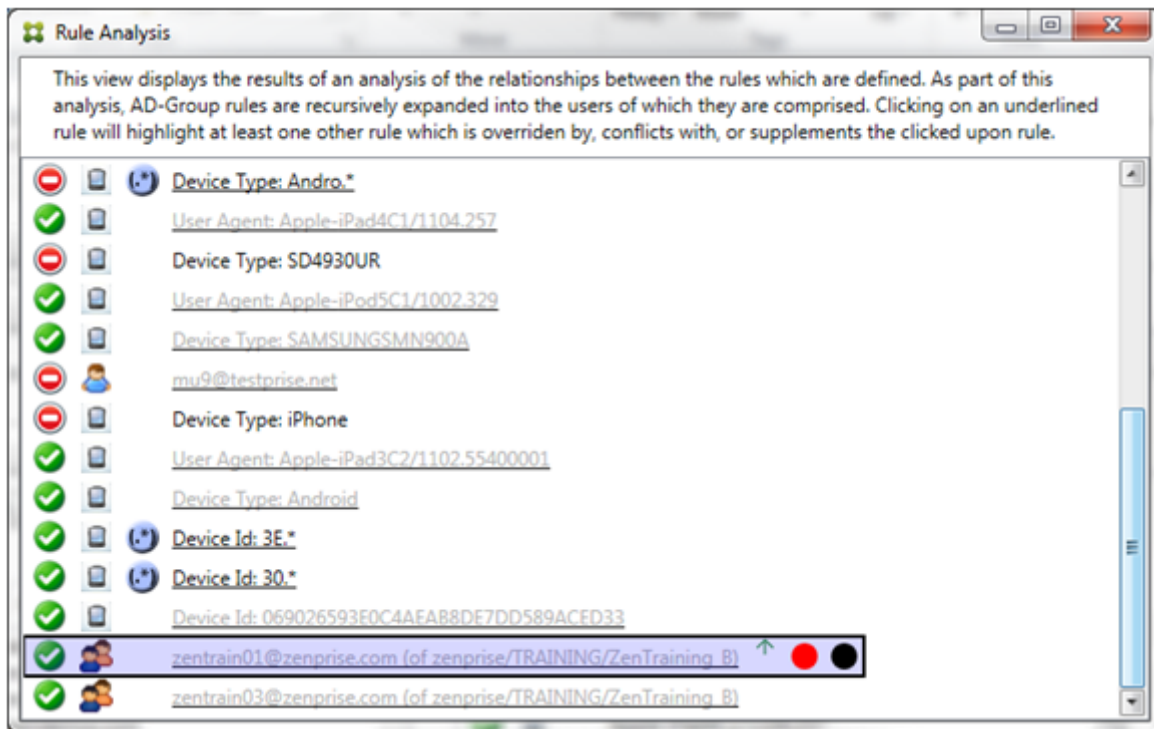 Rule Analysis
This view displays the results of an analysis of the relationships between the rules which are defined. As part of this
analysis, AD-Group rules are recursively expanded into the users of which they are comprised. Clicking on an underlined
rule will highlight at least one other rule which is overriden by, conflicts with, or supplements the clicked upon rule.
(.*) Device Type: Andro.*
User Agent: Apple-iPad4C1/1104.257
Device Type: SD4930UR
User Agent: Apple-iPod5C1/1002.329
Device Type: SAMSUNGSMN900A
mu9@testprise.net
Device Type: iPhone
User Agent: Apple-iPad3C2/1102.55400001
Device Type: Android
(.*) Device Id: 3E.*
(.*) Device Id: 30.*
Device Id: 069026593E0C4AEAB8DE7DD589ACED33
zentrain01@zenprise.com (of zenprise/TRAINING/ZenTraining_B)
zentrain03@zenprise.com (of zenprise/TRAINING/ZenTraining_B)